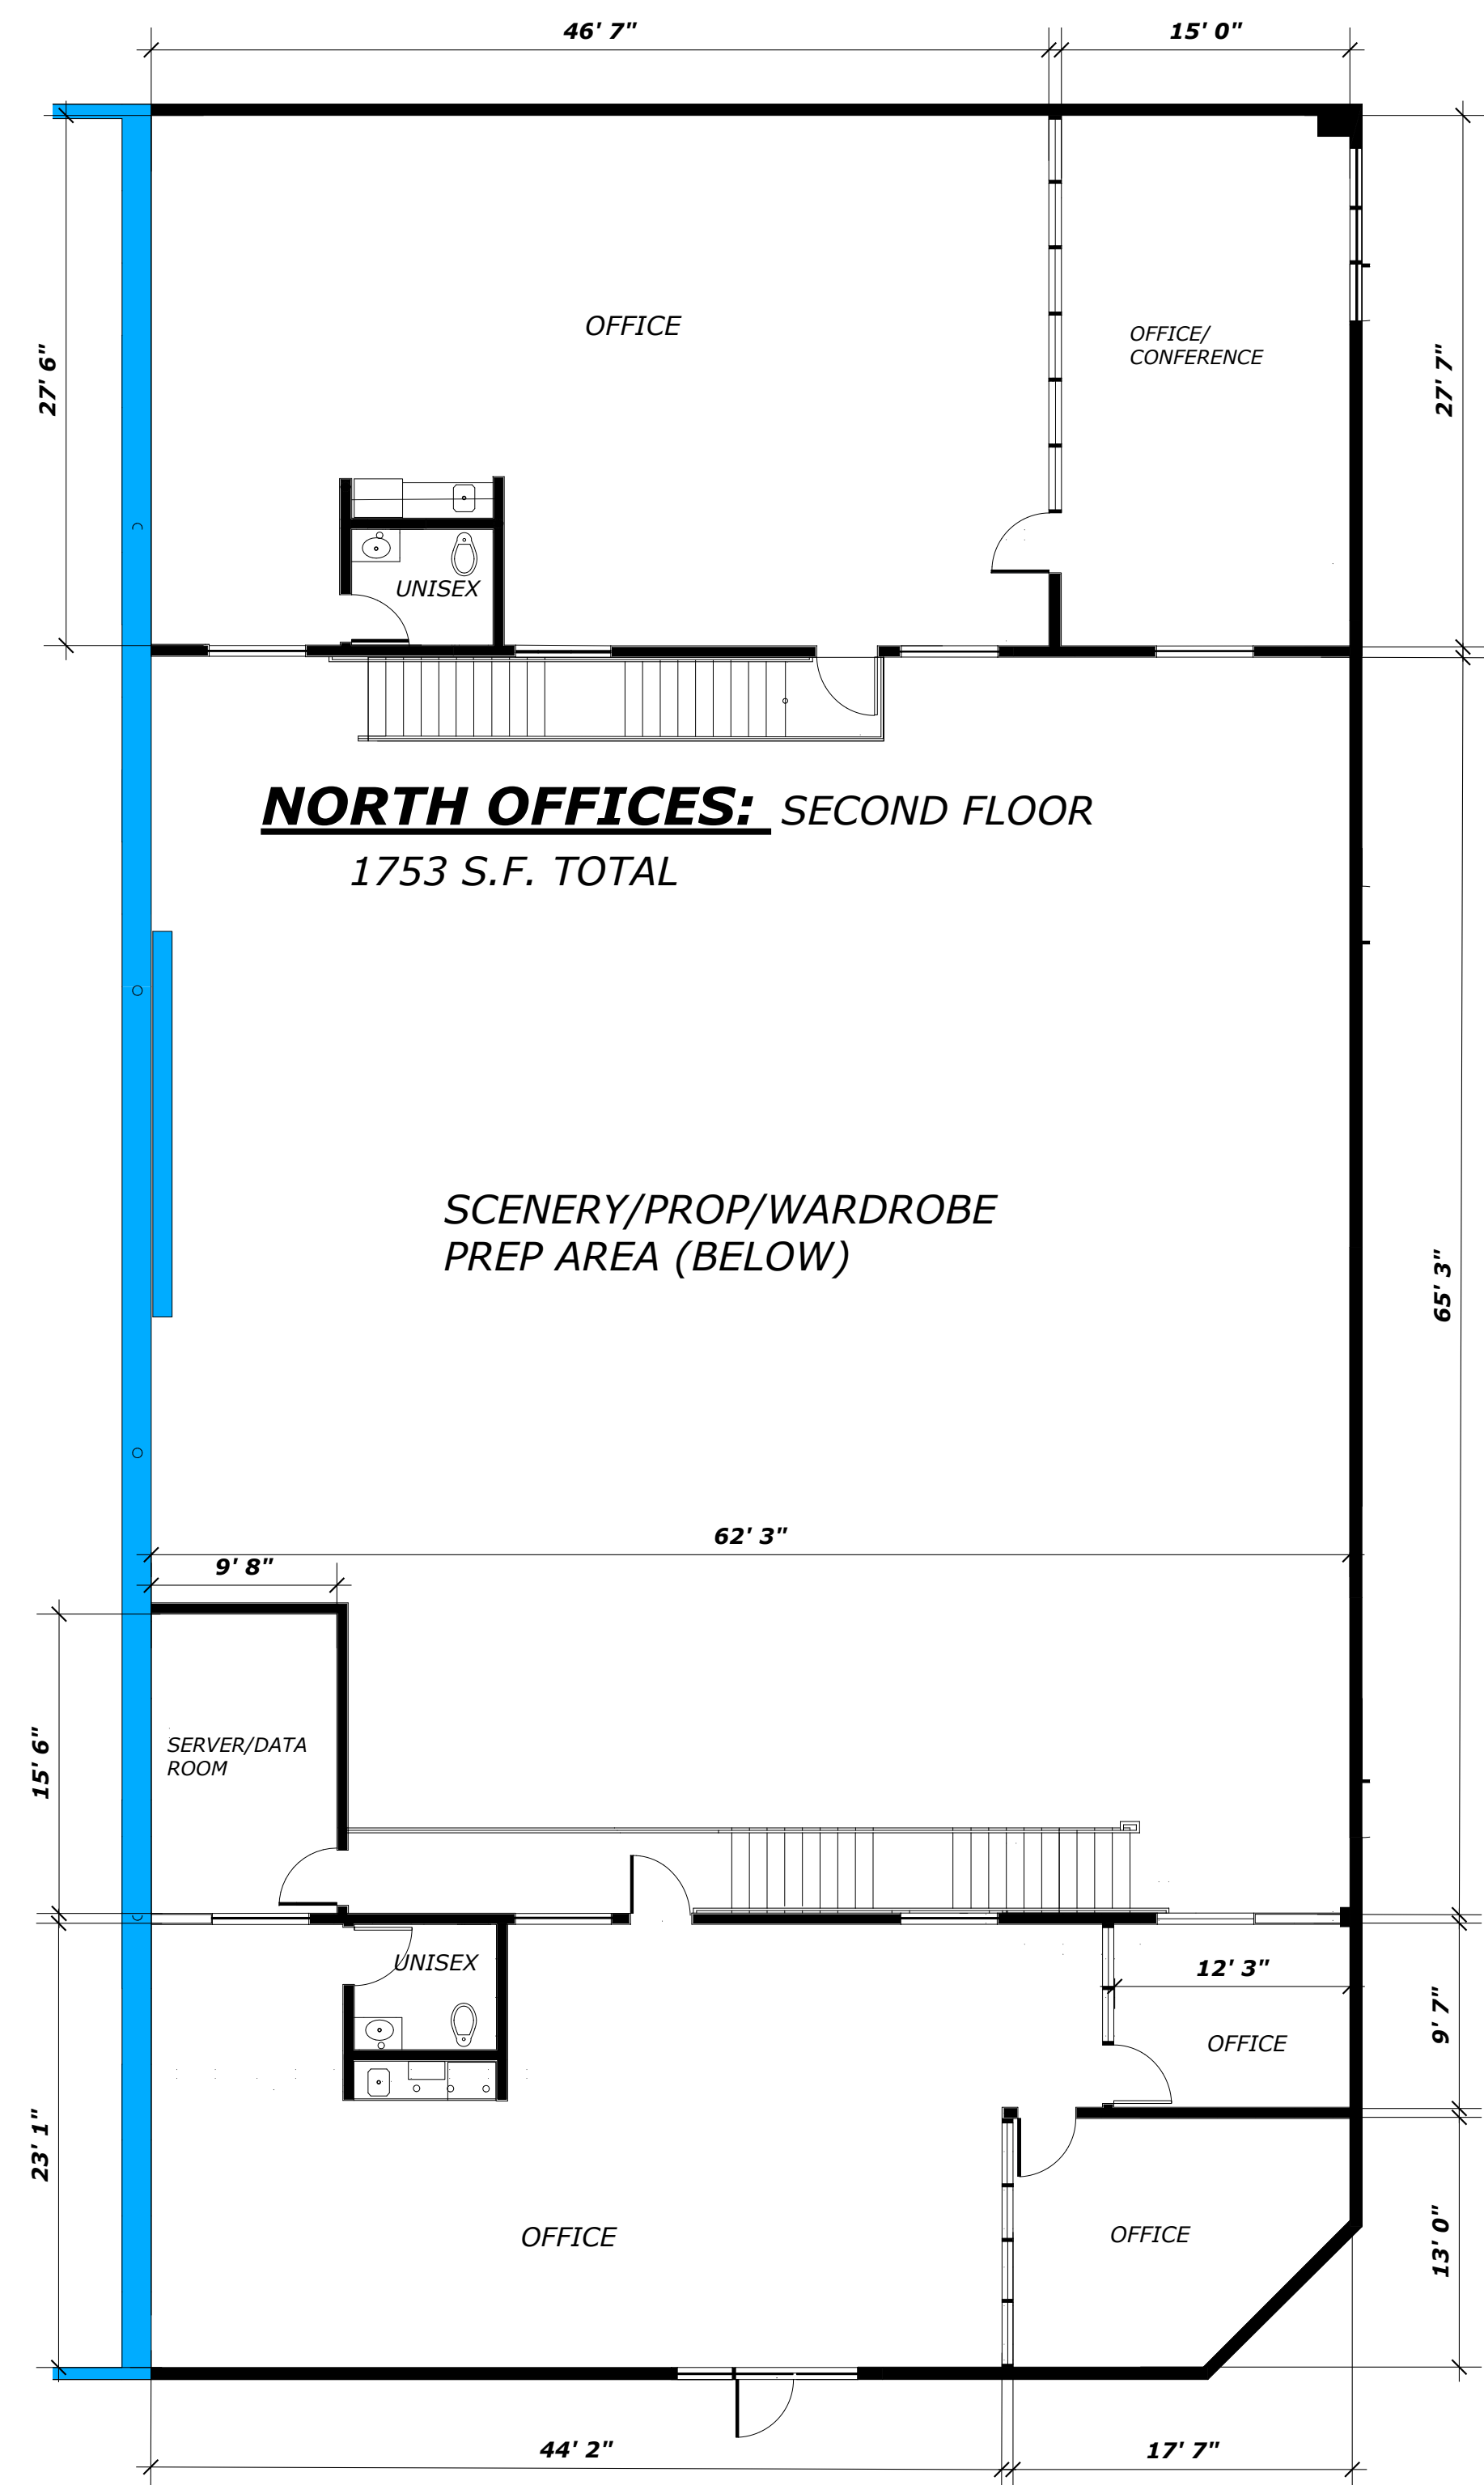 46' 7"
15' 0"
27' 6"
OFFICE
OFFICE/
CONFERENCE
27' 7"
UNISEX
NORTH OFFICES: SECOND FLOOR
1753 S.F. TOTAL
SCENERY/PROP/WARDROBE
PREP AREA (BELOW)
65' 3"
62' 3"
9' 8"
15' 6"
SERVER/DATA
ROOM
UNISEX
12' 3"
OFFICE
9' 7"
23' 1"
OFFICE
OFFICE
13' 0"
44' 2"
17' 7"